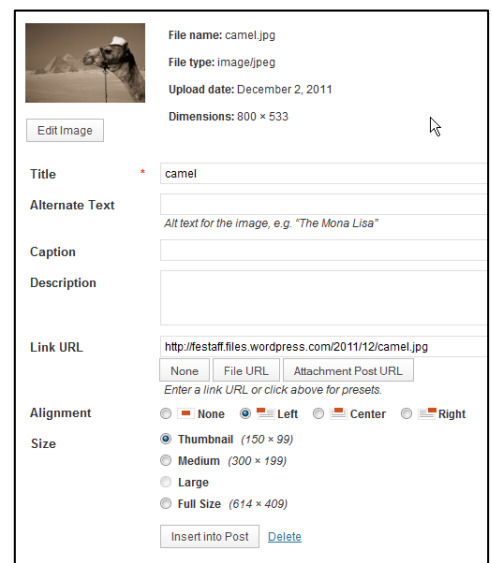 File name: camel.jpg
File type: image/jpeg
Upload date: December 2, 2011
Dimensions: 800 × 533
Edit Image
Title * camel
Alternate Text
Alt text for the image, e.g. "The Mona Lisa"
Caption
Description
Link URL http://festaff.files.wordpress.com/2011/12/camel.jpg
None File URL Attachment Post URL
Enter a link URL or click above for presets.
Alignment None Left Center Right
Size Thumbnail (150 × 99)
Medium (300 × 199)
Large
Full Size (614 × 409)
Insert into Post Delete